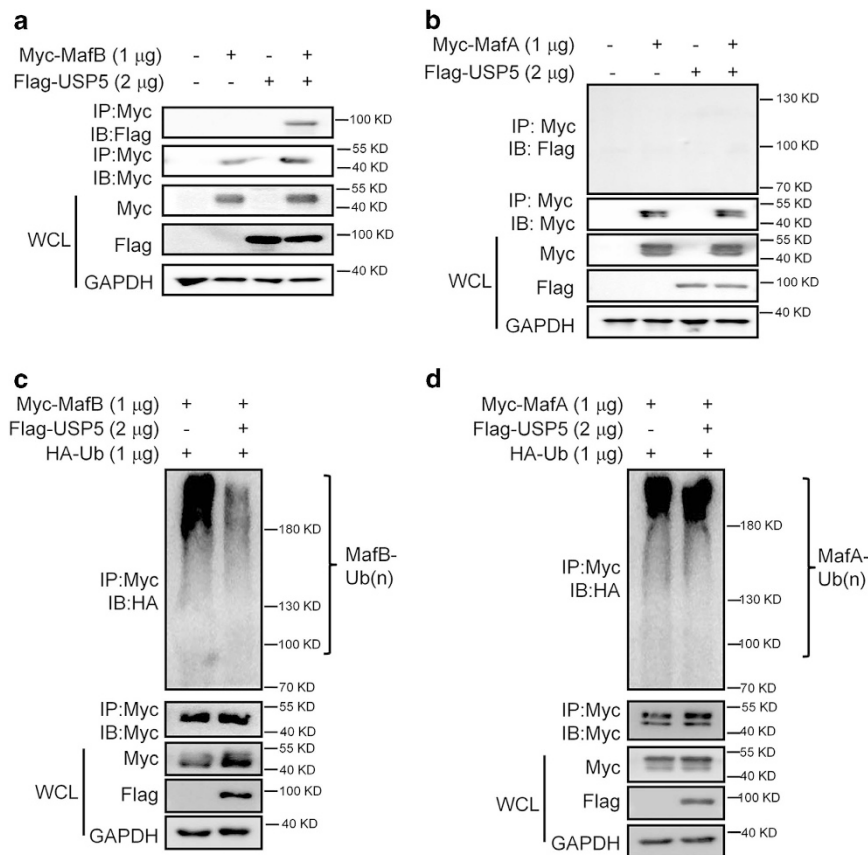 a
Myc-MafB (1 μg) - + - +
Flag-USP5 (2 μg) - - + +
IP:Myc
IB:Flag
100 KD
IP:Myc
IB:Myc
55 KD
40 KD
WCL
Myc
55 KD
40 KD
Flag
100 KD
GAPDH
40 KD
b
Myc-MafA (1 μg) - + - +
Flag-USP5 (2 μg) - - + +
IP: Myc
IB: Flag
130 KD
100 KD
70 KD
IP: Myc
IB: Myc
55 KD
40 KD
WCL
Myc
55 KD
40 KD
Flag
100 KD
GAPDH
40 KD
c
Myc-MafB (1 μg) + +
Flag-USP5 (2 μg) - +
HA-Ub (1 μg) + +
IP:Myc
IB:HA
180 KD
130 KD
100 KD
70 KD
MafB-
Ub(n)
IP:Myc
IB:Myc
55 KD
40 KD
WCL
Myc
55 KD
40 KD
Flag
100 KD
GAPDH
40 KD
d
Myc-MafA (1 μg) + +
Flag-USP5 (2 μg) - +
HA-Ub (1 μg) + +
IP:Myc
IB:HA
180 KD
130 KD
100 KD
70 KD
MafA-
Ub(n)
IP:Myc
IB:Myc
55 KD
40 KD
WCL
Myc
55 KD
40 KD
Flag
100 KD
GAPDH
40 KD